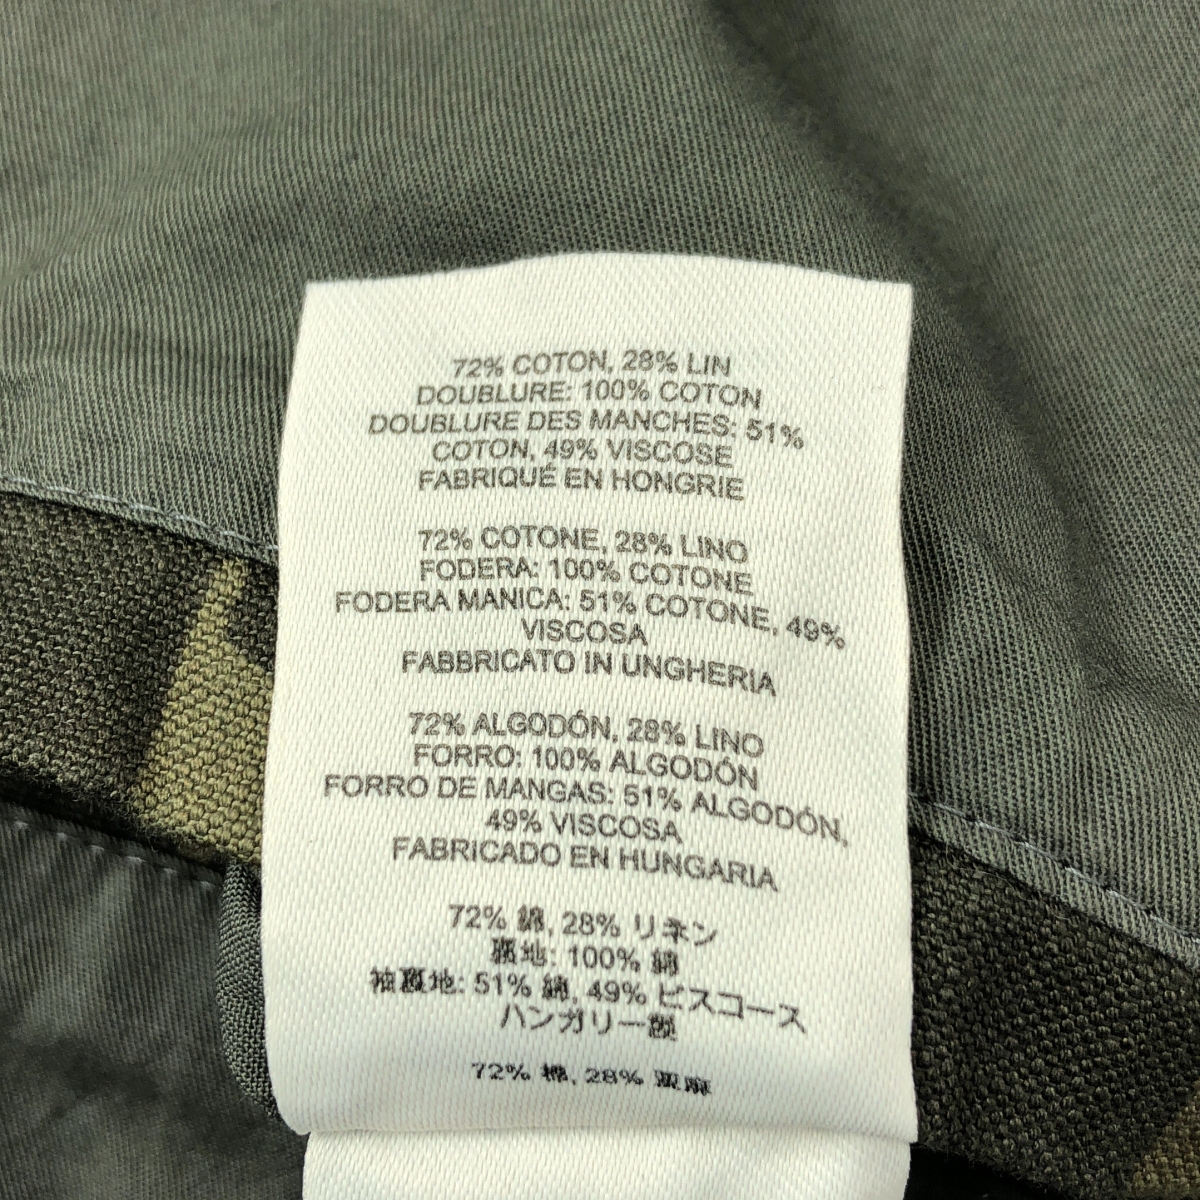 72% COTON, 28% LIN
DOUBLURE: 100% COTON
DOUBLURE DES MANCHES: 51%
COTON, 49% VISCOSE
FABRIQUÉ EN HONGRIE
72% COTONE, 28% LINO
FODERA: 100% COTONE
FODERA MANICA: 51% COTONE, 49%
VISCOSA
FABBRICATO IN UNGHERIA
72% ALGODÓN, 28% LINO
FORRO: 100% ALGODÓN
FORRO DE MANGAS: 51% ALGODÓN,
49% VISCOSA
FABRICADO EN HUNGARIA
72% 綿, 28% リネン
裏地: 100% 綿
袖裏地: 51% 綿, 49% ビスコース
ハンガリー製
72% 棉, 28%